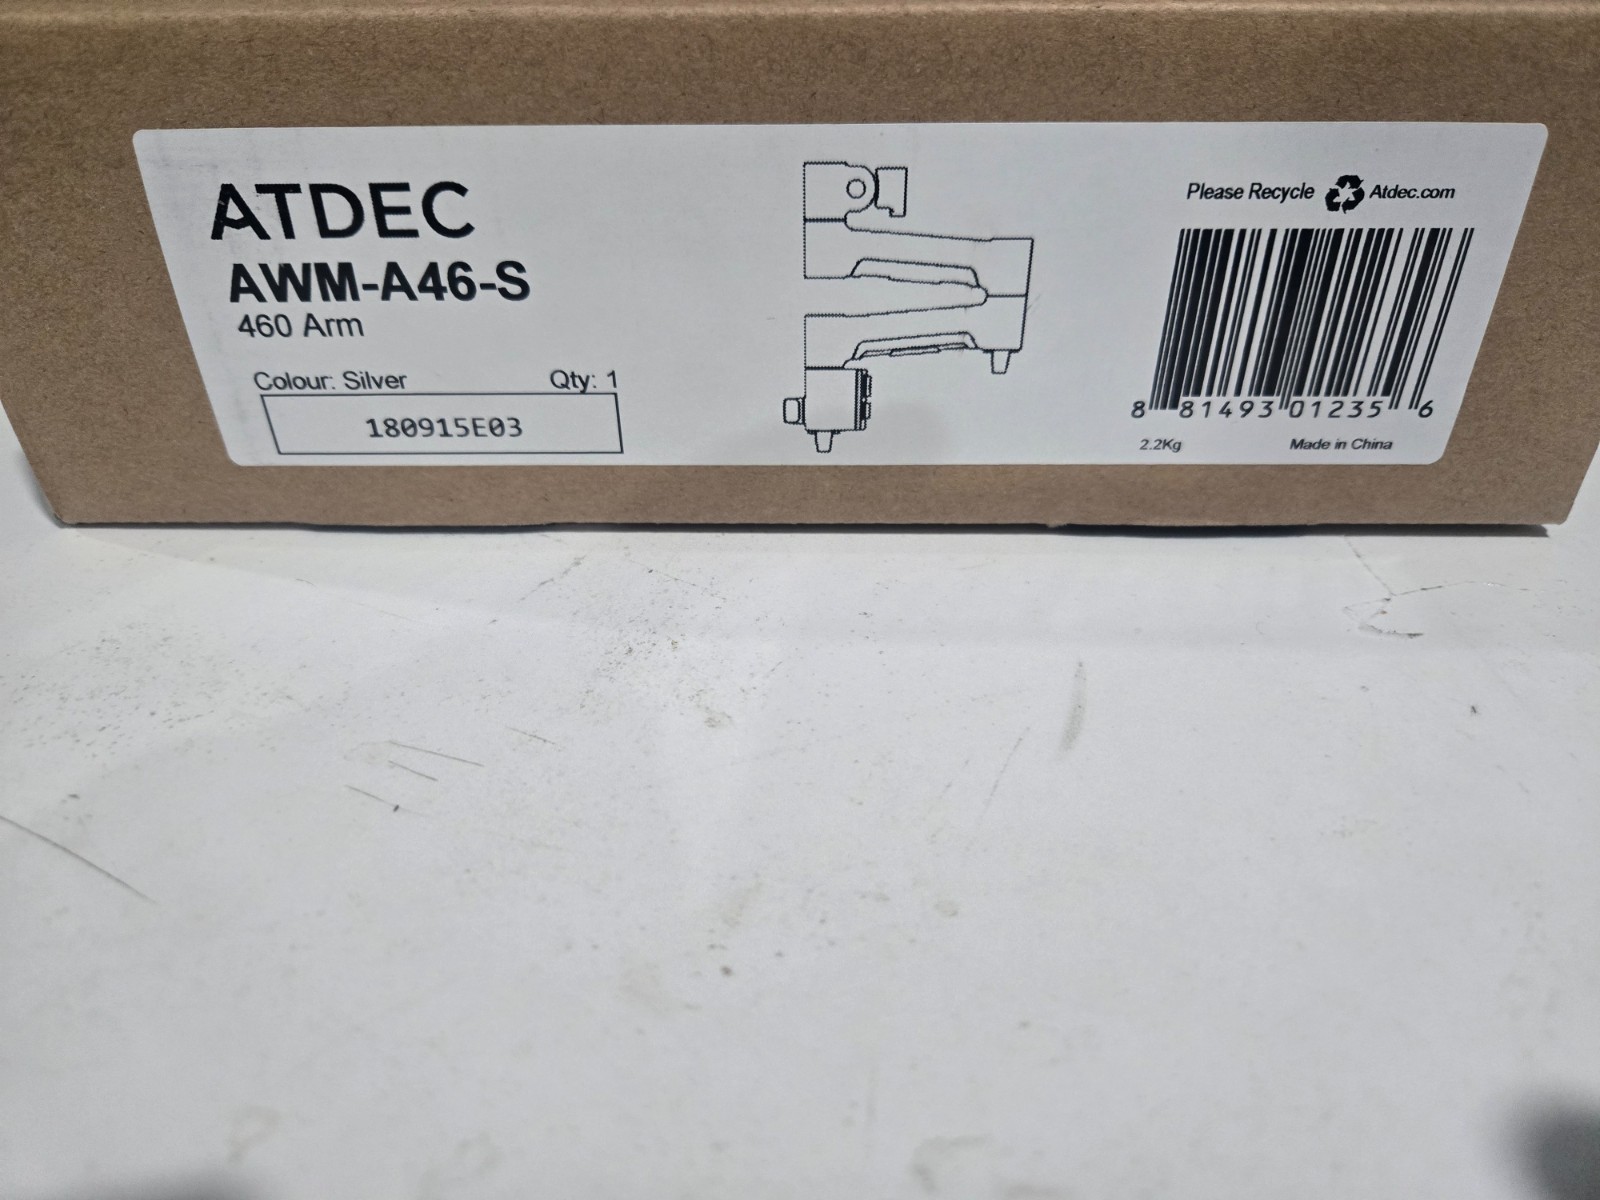 ATDEC
AWM-A46-S
460 Arm
Colour: Silver Qty: 1
180915E03
Please Recycle Atdec.com
8 81493 01235 6
2.2Kg Made in China